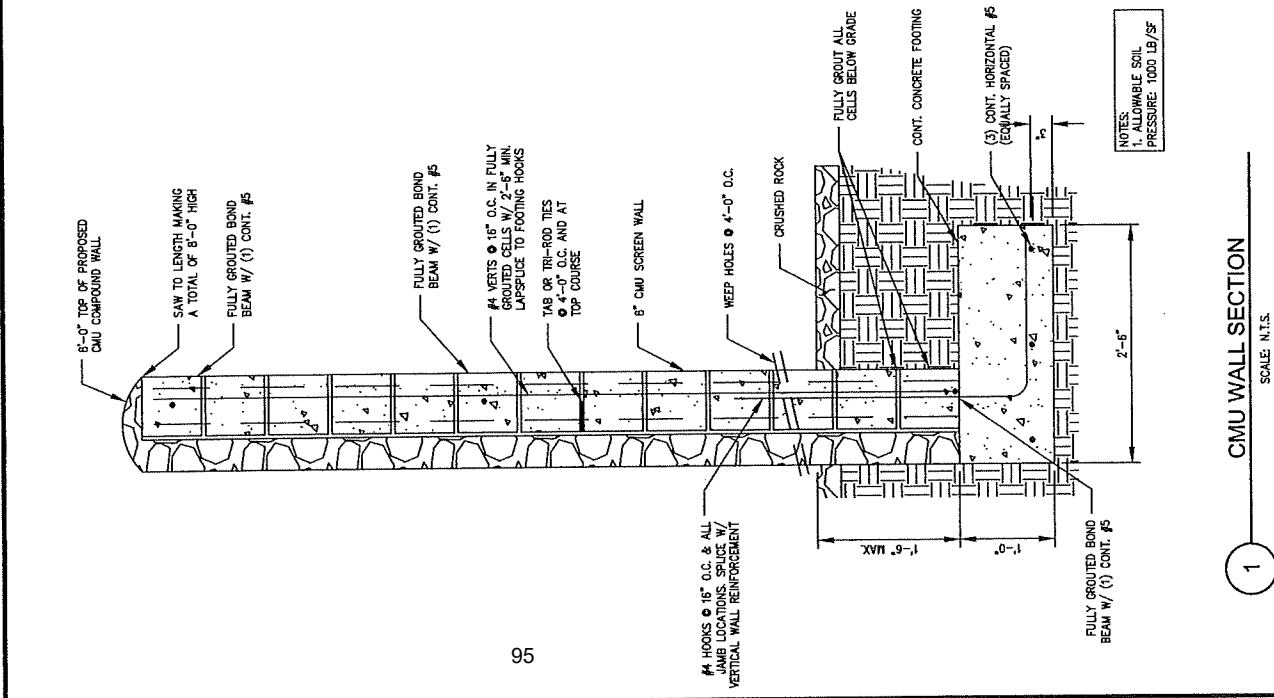 8'-0" TOP OF PROPOSED
CMU COMPOUND WALL
SAW TO LENGTH MAKING
A TOTAL OF 8'-0" HIGH
FULLY GROUTED BOND
BEAM W/ (1) CONT. #5
FULLY GROUTED BOND
BEAM W/ (1) CONT. #5
#4 VERTS @ 16" O.C. IN FULLY
GROUTED CELLS W/ 2'-6" MIN.
LAPSPLICE TO FOOTING HOOKS
TAB OR TRI-ROD TIES
@ 4'-0" O.C. AND AT
TOP COURSE
6" CMU SCREEN WALL
WEEP HOLES @ 4'-0" O.C.
CRUSHED ROCK
FULLY GROUT ALL
CELLS BELOW GRADE
CONT. CONCRETE FOOTING
(3) CONT. HORIZONTAL #5
(EQUALLY SPACED)
3"
#4 HOOKS @ 16" O.C. & ALL
JAMB LOCATIONS. SPLICE W/
VERTICAL WALL REINFORCEMENT
1'-6" MAX.
1'-0"
2'-6"
FULLY GROUTED BOND
BEAM W/ (1) CONT. #5
NOTES:
1. ALLOWABLE SOIL
PRESSURE: 1000 LB/SF
1
CMU WALL SECTION
SCALE: N.T.S.
95